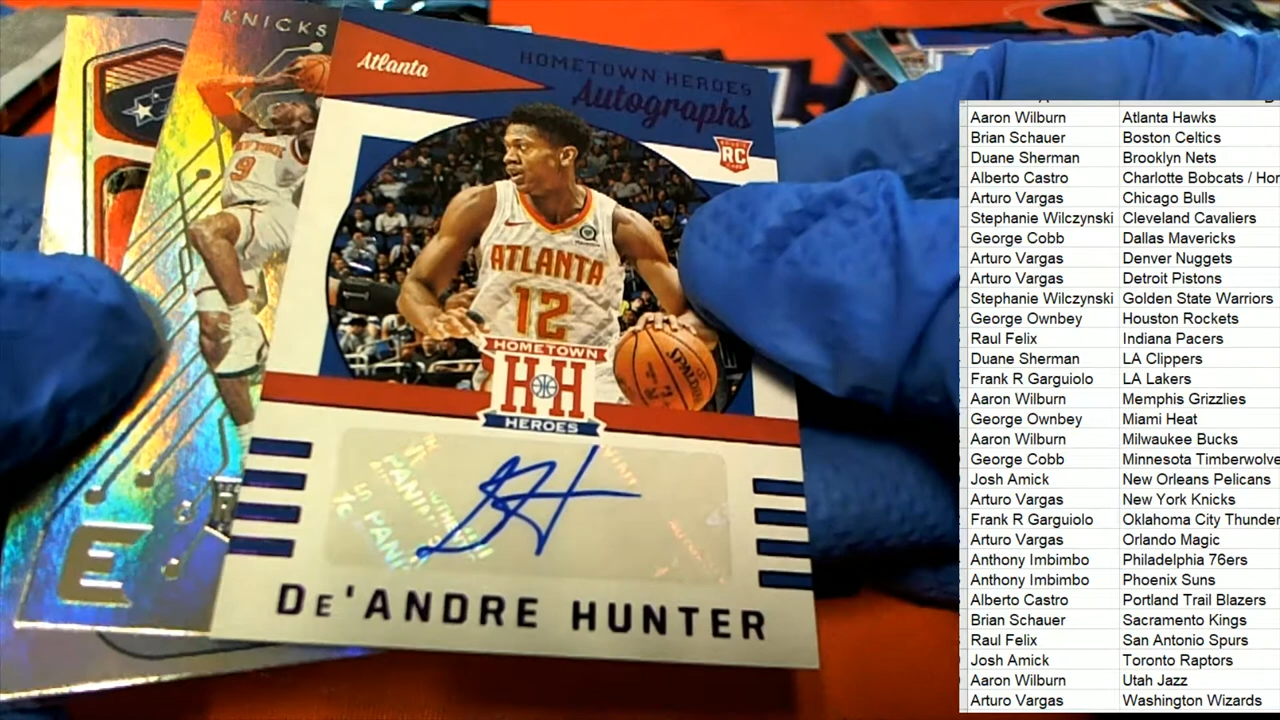 KNICKS
NEW YORK
9
Atlanta
HOMETOWN HEROES
Autographs
RC
ATLANTA
12
SPALDING
HOMETOWN
HH
HEROES
DE'ANDRE HUNTER
E
Aaron Wilburn Atlanta Hawks
Brian Schauer Boston Celtics
Duane Sherman Brooklyn Nets
Alberto Castro Charlotte Bobcats / Hor
Arturo Vargas Chicago Bulls
Stephanie Wilczynski Cleveland Cavaliers
George Cobb Dallas Mavericks
Arturo Vargas Denver Nuggets
Arturo Vargas Detroit Pistons
Stephanie Wilczynski Golden State Warriors
George Ownbey Houston Rockets
Raul Felix Indiana Pacers
Duane Sherman LA Clippers
Frank R Garguiolo LA Lakers
Aaron Wilburn Memphis Grizzlies
George Ownbey Miami Heat
Aaron Wilburn Milwaukee Bucks
George Cobb Minnesota Timberwolve
Josh Amick New Orleans Pelicans
Arturo Vargas New York Knicks
Frank R Garguiolo Oklahoma City Thunder
Arturo Vargas Orlando Magic
Anthony Imbimbo Philadelphia 76ers
Anthony Imbimbo Phoenix Suns
Alberto Castro Portland Trail Blazers
Brian Schauer Sacramento Kings
Raul Felix San Antonio Spurs
Josh Amick Toronto Raptors
Aaron Wilburn Utah Jazz
Arturo Vargas Washington Wizards